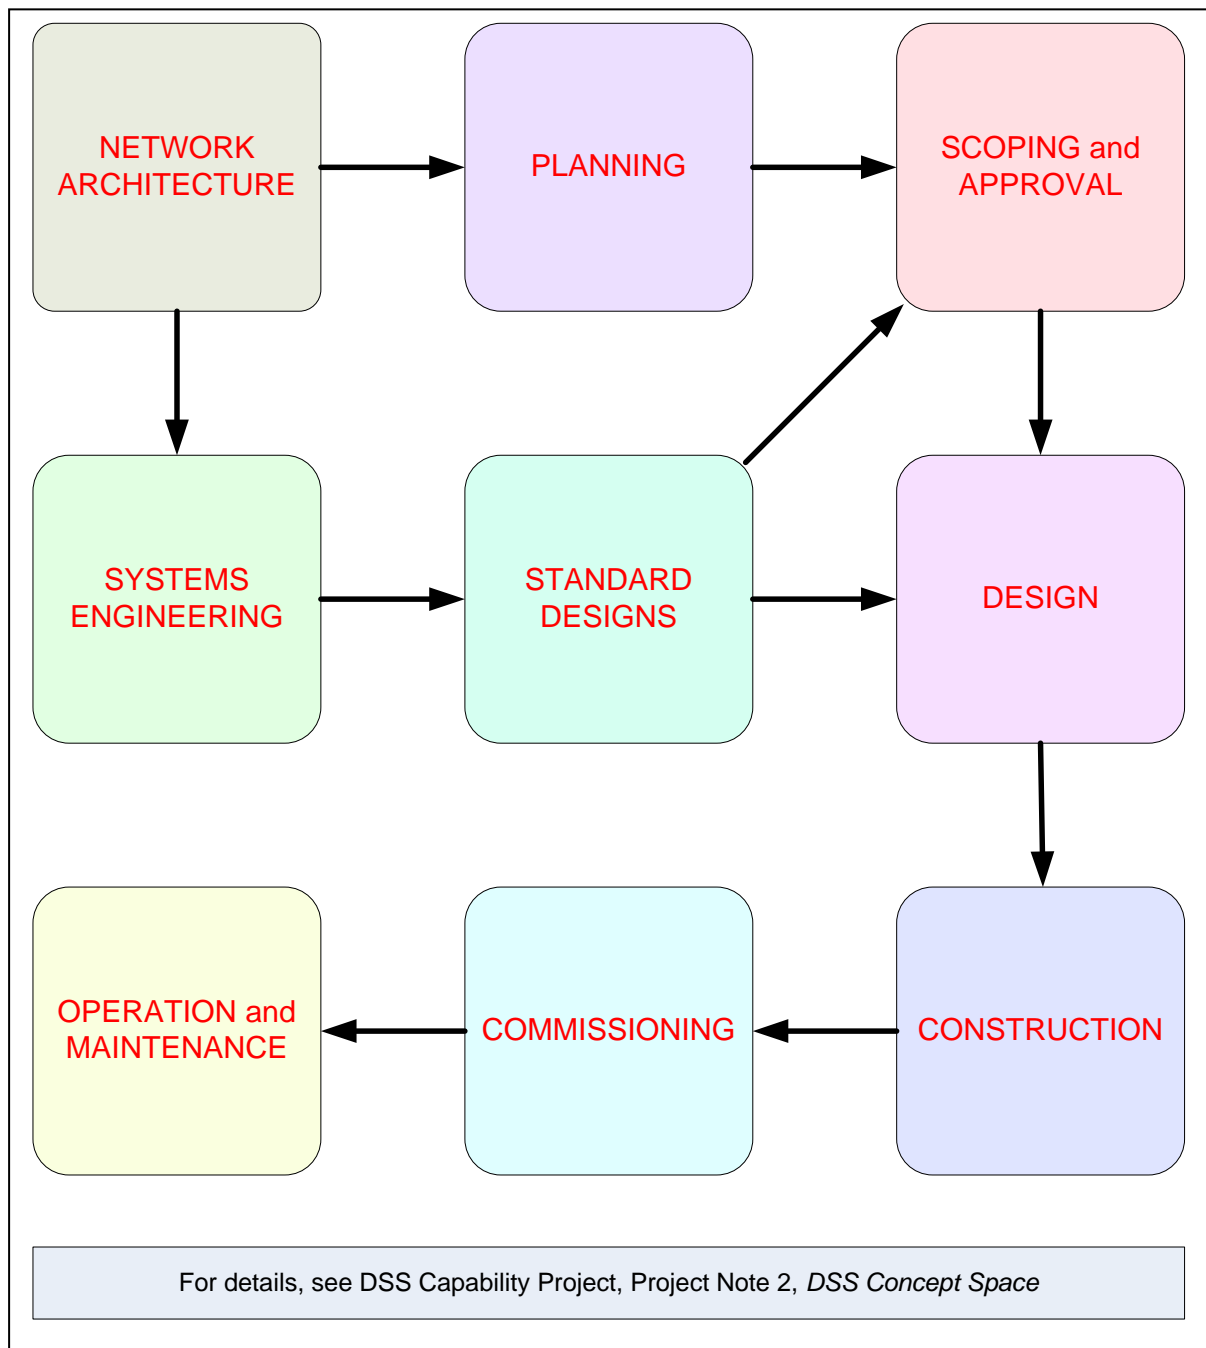 NETWORK
ARCHITECTURE
PLANNING
SCOPING and
APPROVAL
SYSTEMS
ENGINEERING
STANDARD
DESIGNS
DESIGN
OPERATION and
MAINTENANCE
COMMISSIONING
CONSTRUCTION
For details, see DSS Capability Project, Project Note 2, DSS Concept Space